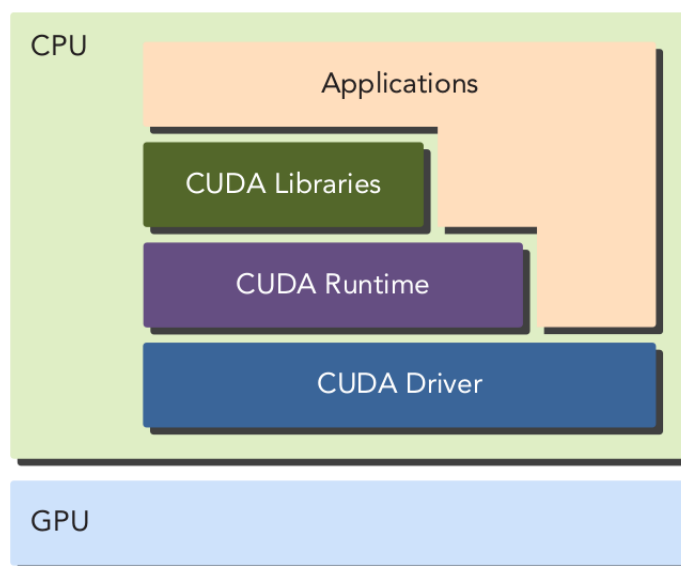 CPU
Applications
CUDA Libraries
CUDA Runtime
CUDA Driver
GPU